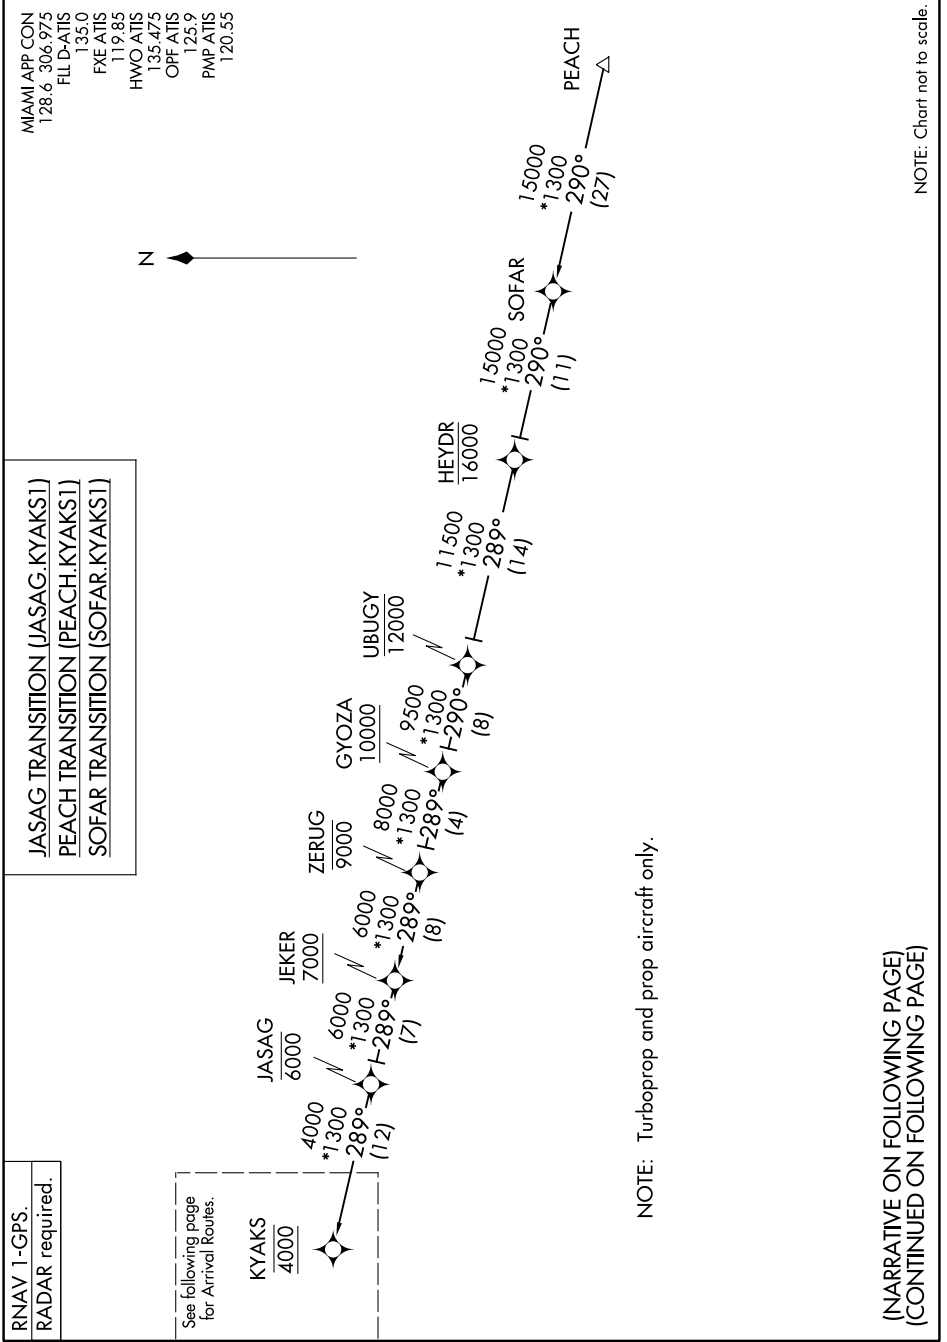 RNAV 1-GPS.
RADAR required.
JASAG TRANSITION (JASAG.KYAKS1)
PEACH TRANSITION (PEACH.KYAKS1)
SOFAR TRANSITION (SOFAR.KYAKS1)
MIAMI APP CON
128.6 306.975
FLL D-ATIS
135.0
FXE ATIS
119.85
HWO ATIS
135.475
OPF ATIS
125.9
PMP ATIS
120.55
N
See following page
for Arrival Routes.
KYAKS
4000
4000
*1300
289°
(12)
JASAG
6000
6000
*1300
289°
(7)
JEKER
7000
6000
*1300
289°
(8)
ZERUG
9000
8000
*1300
289°
(4)
GYOZA
10000
9500
*1300
290°
(8)
UBUGY
12000
11500
*1300
289°
(14)
HEYDR
16000
15000
*1300
290°
(11)
SOFAR
15000
*1300
290°
(27)
PEACH
NOTE: Turboprop and prop aircraft only.
(NARRATIVE ON FOLLOWING PAGE)
(CONTINUED ON FOLLOWING PAGE)
NOTE: Chart not to scale.